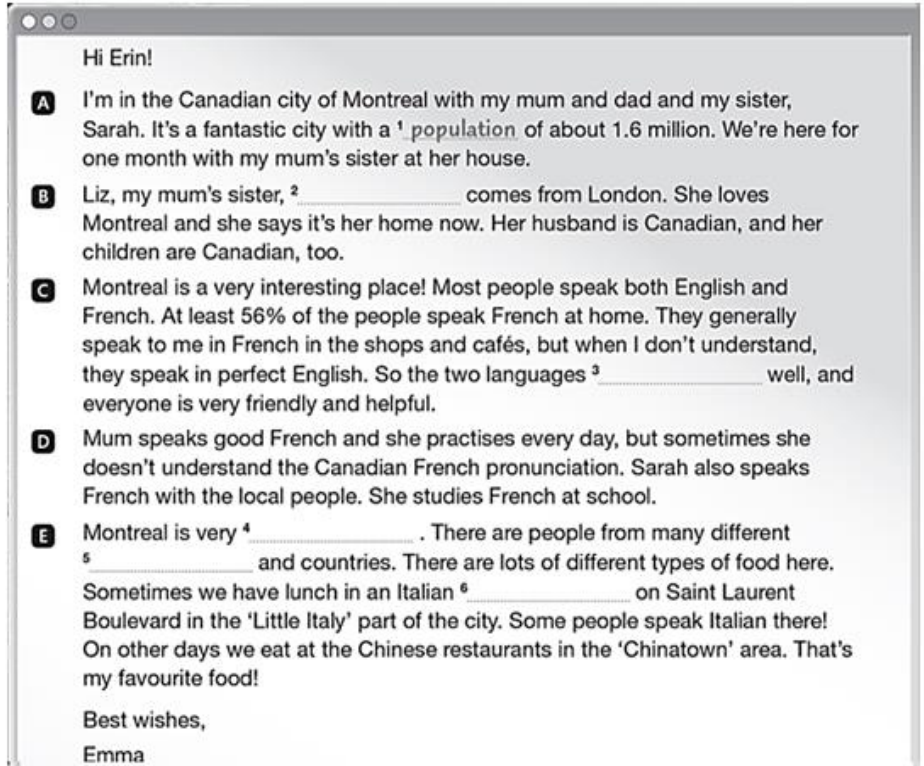 Hi Erin!
A I'm in the Canadian city of Montreal with my mum and dad and my sister,
Sarah. It's a fantastic city with a ¹ population of about 1.6 million. We're here for
one month with my mum's sister at her house.
B Liz, my mum's sister, ² comes from London. She loves
Montreal and she says it's her home now. Her husband is Canadian, and her
children are Canadian, too.
C Montreal is a very interesting place! Most people speak both English and
French. At least 56% of the people speak French at home. They generally
speak to me in French in the shops and cafés, but when I don't understand,
they speak in perfect English. So the two languages ³ well, and
everyone is very friendly and helpful.
D Mum speaks good French and she practises every day, but sometimes she
doesn't understand the Canadian French pronunciation. Sarah also speaks
French with the local people. She studies French at school.
E Montreal is very ⁴ . There are people from many different
⁵ and countries. There are lots of different types of food here.
Sometimes we have lunch in an Italian ⁶ on Saint Laurent
Boulevard in the 'Little Italy' part of the city. Some people speak Italian there!
On other days we eat at the Chinese restaurants in the 'Chinatown' area. That's
my favourite food!
Best wishes,
Emma